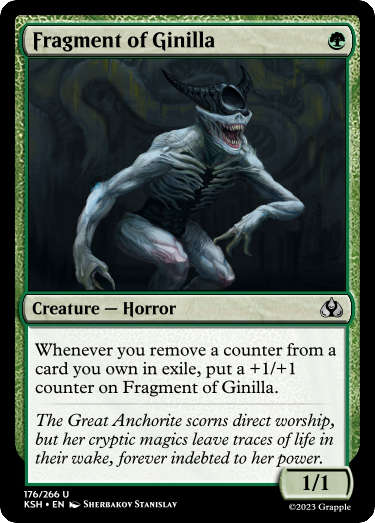 Fragment of Ginilla
Creature — Horror
Whenever you remove a counter from a
card you own in exile, put a +1/+1
counter on Fragment of Ginilla.
The Great Anchorite scorns direct worship,
but her cryptic magics leave traces of life in
their wake, forever indebted to her power.
1/1
176/266 U
KSH • EN Sherbakov Stanislav
©2023 Grapple